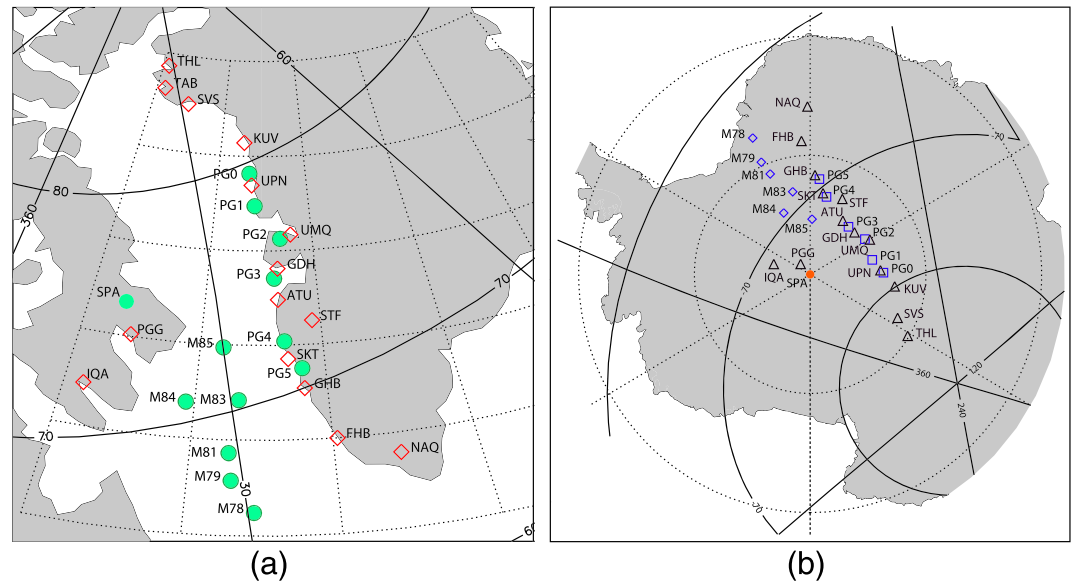 THL
TAB
SVS
60
KUV
PG0
UPN
80
PG1
360
PG2
UMQ
GDH
PG3
70
SPA
ATU
STF
PGG
PG4
M85
SKT
PG5
IQA
GHB
M84
M83
70
FHB
M81
NAQ
M79
30
M78
60
(a)
NAQ
M78
FHB
70
M79
M81
GHB
PG5
M83
SKT
PG4
STF
M84
ATU
M85
PG3
GDH
PG2
UMQ
PGG
PG1
IQA
SPA
UPN
PG0
70
KUV
SVS
THL
360
120
240
70
(b)